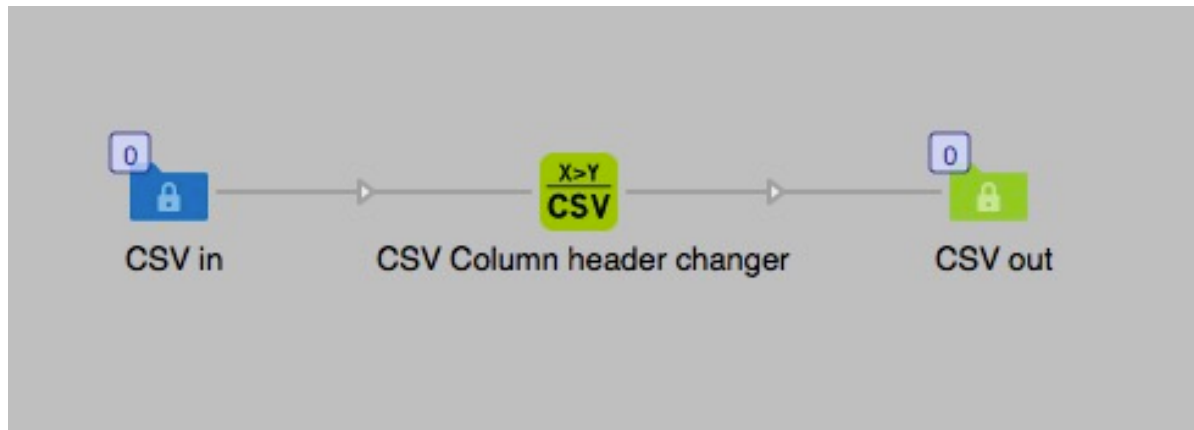 0
0
X>Y
CSV
CSV in
CSV Column header changer
CSV out